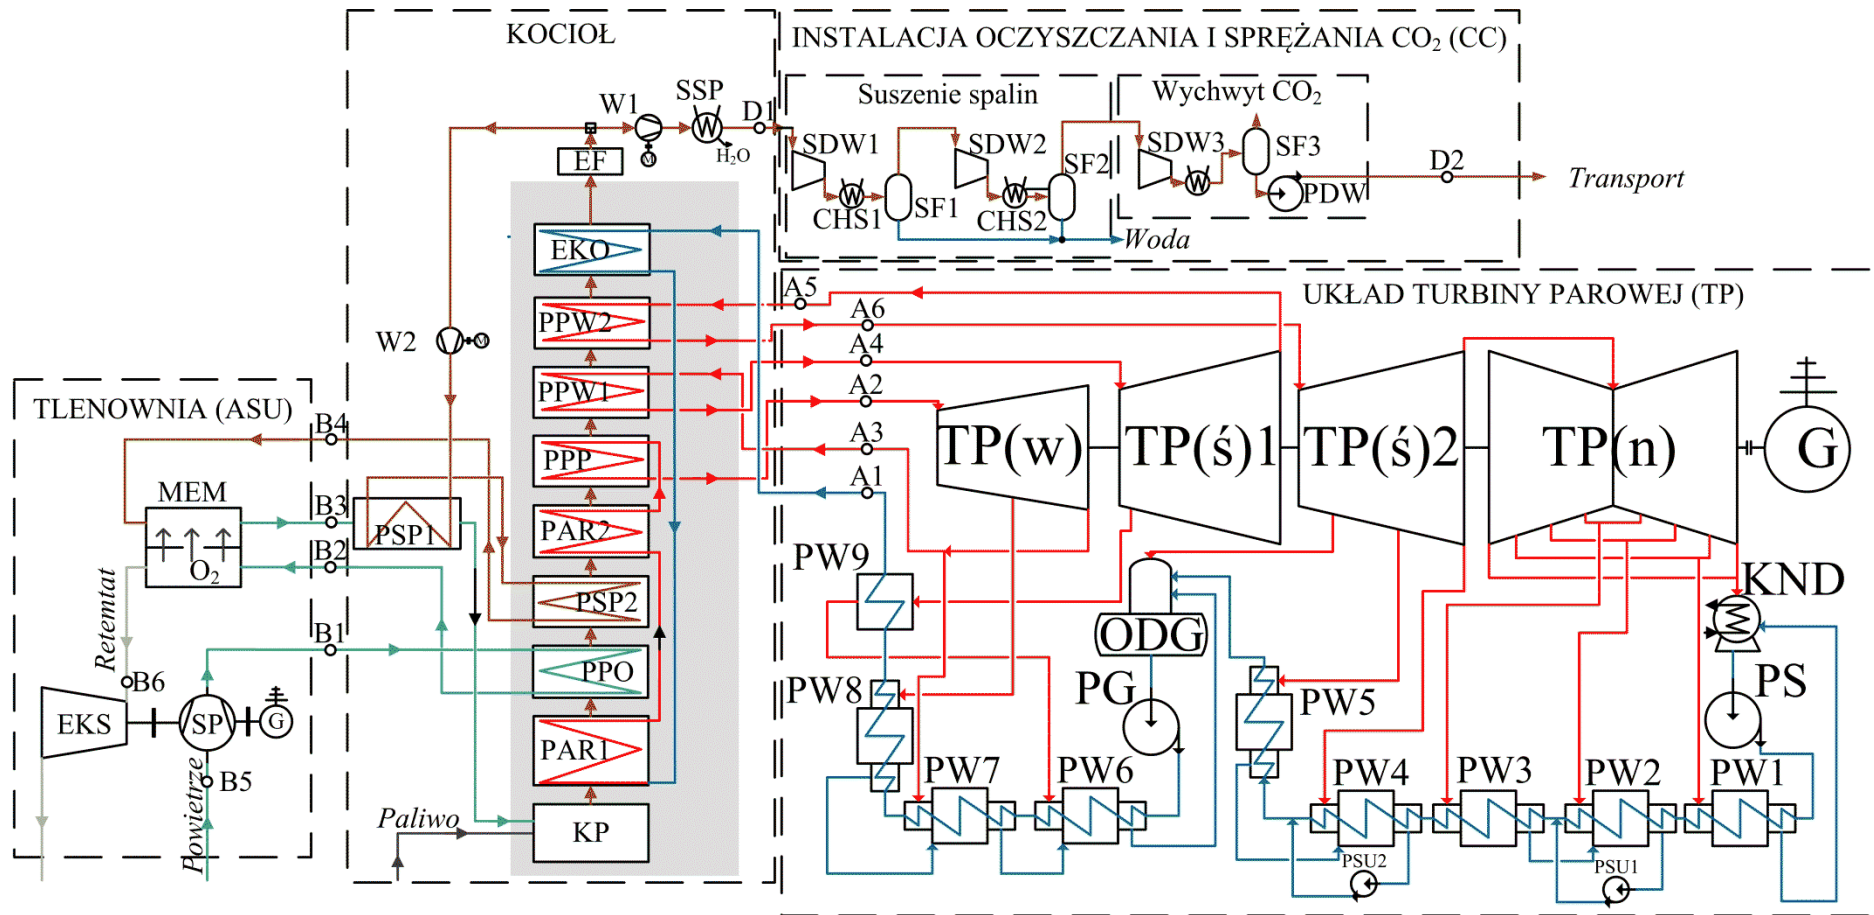 KOCIOŁ
INSTALACJA OCZYSZCZANIA I SPRĘŻANIA CO₂ (CC)
Suszenie spalin
Wychwyt CO₂
W1
SSP
D1
M
H₂O
EF
SDW1
CHS1
SF1
SDW2
CHS2
SF2
SDW3
SF3
PDW
D2
Transport
Woda
UKŁAD TURBINY PAROWEJ (TP)
EKO
PPW2
PPW1
PPP
PAR2
PSP2
PPO
PAR1
KP
Paliwo
W2
M
A5
A6
A4
A2
A3
A1
TLENOWNIA (ASU)
B4
B3
B2
B1
MEM
O₂
PSP1
Retemtat
B6
EKS
SP
G
B5
Powietrze
TP(w)
TP(ś)1
TP(ś)2
TP(n)
G
PW9
PW8
PW7
PW6
ODG
PG
PW5
PW4
PW3
PW2
PW1
PSU2
PSU1
KND
PS